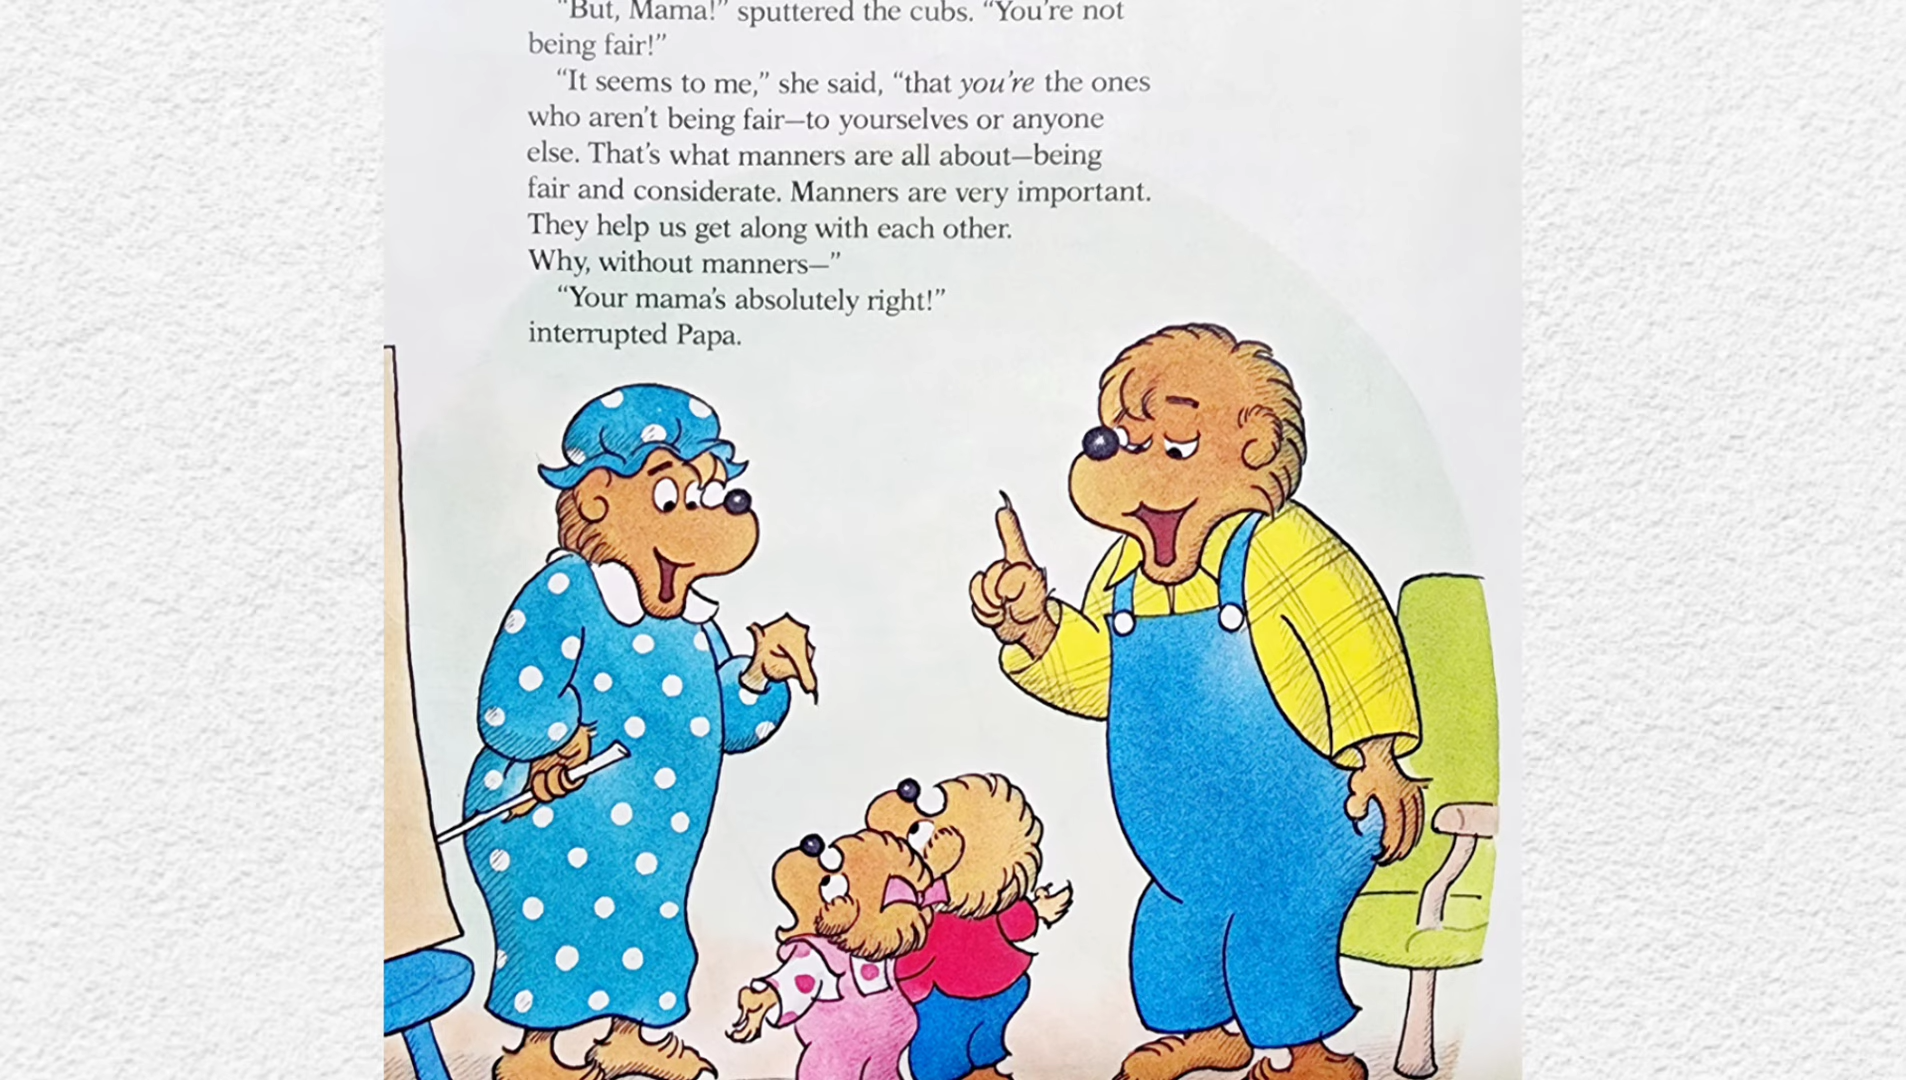 "But, Mama!" sputtered the cubs. "You're not
being fair!"
"It seems to me," she said, "that you're the ones
who aren't being fair—to yourselves or anyone
else. That's what manners are all about—being
fair and considerate. Manners are very important.
They help us get along with each other.
Why, without manners—"
"Your mama's absolutely right!"
interrupted Papa.